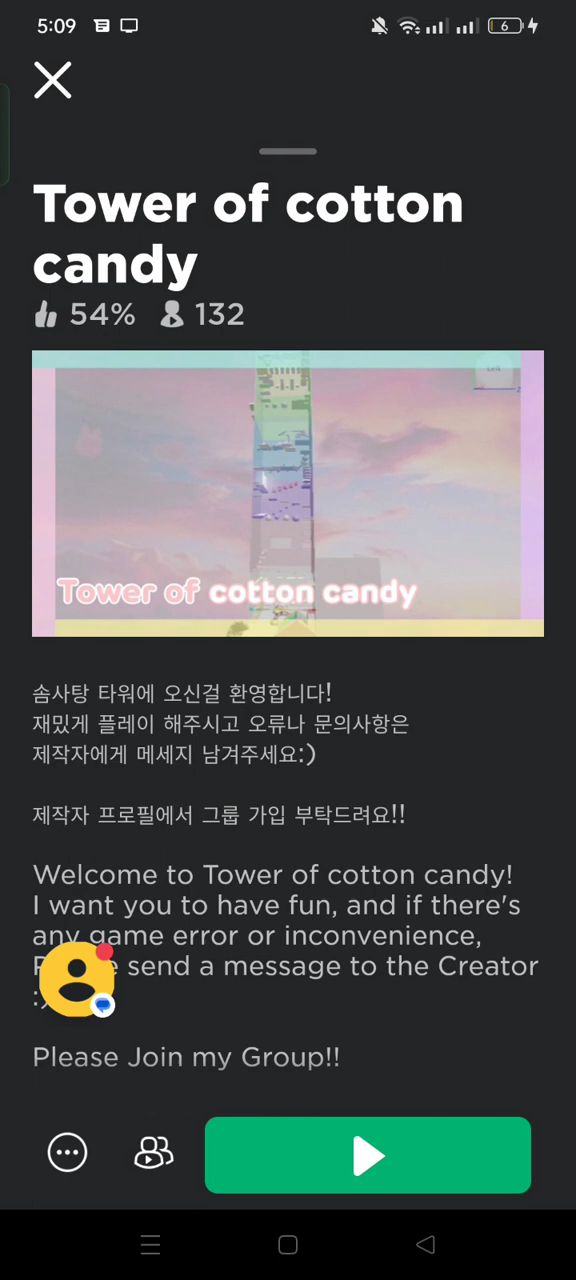 5:09
6
Tower of cotton
candy
54% 132
Tower of cotton candy
솜사탕 타워에 오신걸 환영합니다!
재밌게 플레이 해주시고 오류나 문의사항은
제작자에게 메세지 남겨주세요:)
제작자 프로필에서 그룹 가입 부탁드려요!!
Welcome to Tower of cotton candy!
I want you to have fun, and if there's
any game error or inconvenience,
send a message to the Creator
Please Join my Group!!